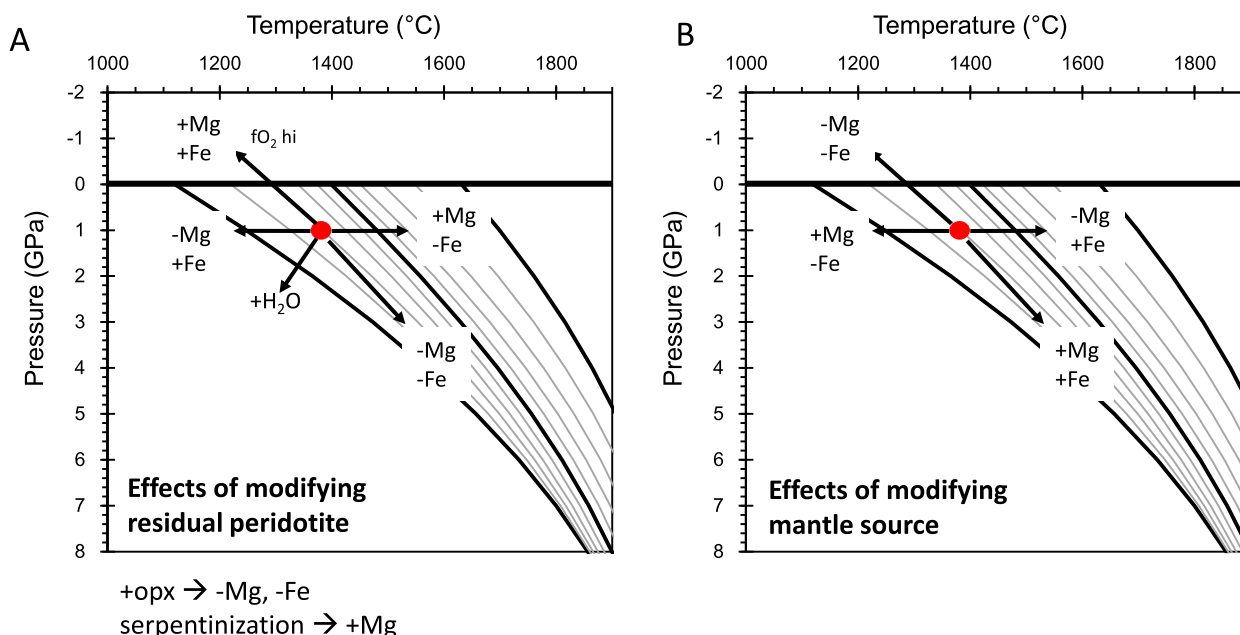 A
Temperature (°C)
1000 1200 1400 1600 1800
Pressure (GPa)
-2
-1
0
1
2
3
4
5
6
7
8
+Mg
+Fe
fO₂ hi
-Mg
+Fe
+Mg
-Fe
+H₂O
-Mg
-Fe
Effects of modifying
residual peridotite
+opx → -Mg, -Fe
serpentinization → +Mg
B
Temperature (°C)
1000 1200 1400 1600 1800
Pressure (GPa)
-2
-1
0
1
2
3
4
5
6
7
8
-Mg
-Fe
+Mg
-Fe
-Mg
+Fe
+Mg
+Fe
Effects of modifying
mantle source